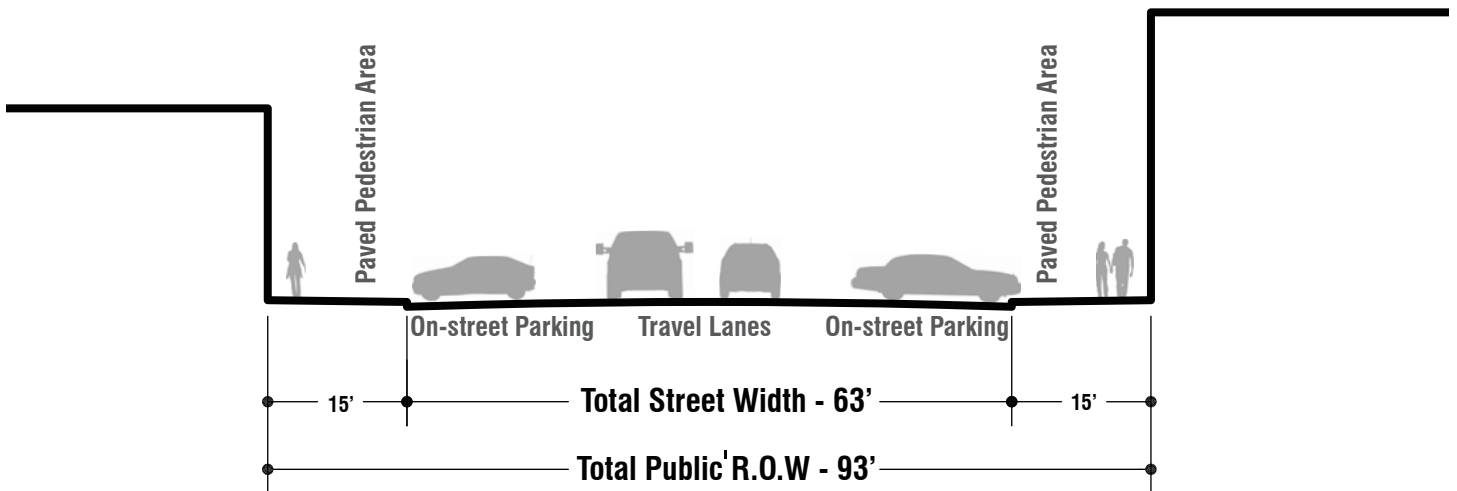 Paved Pedestrian Area
Paved Pedestrian Area
On-street Parking
Travel Lanes
On-street Parking
15’
Total Street Width - 63’
15’
Total Public R.O.W - 93’